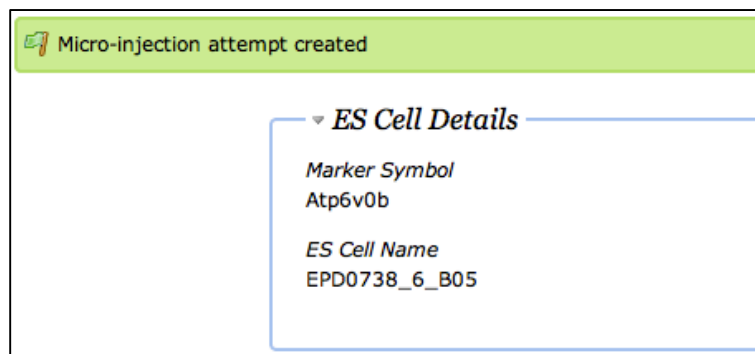 Micro-injection attempt created
ES Cell Details
Marker Symbol
Atp6v0b
ES Cell Name
EPD0738_6_B05